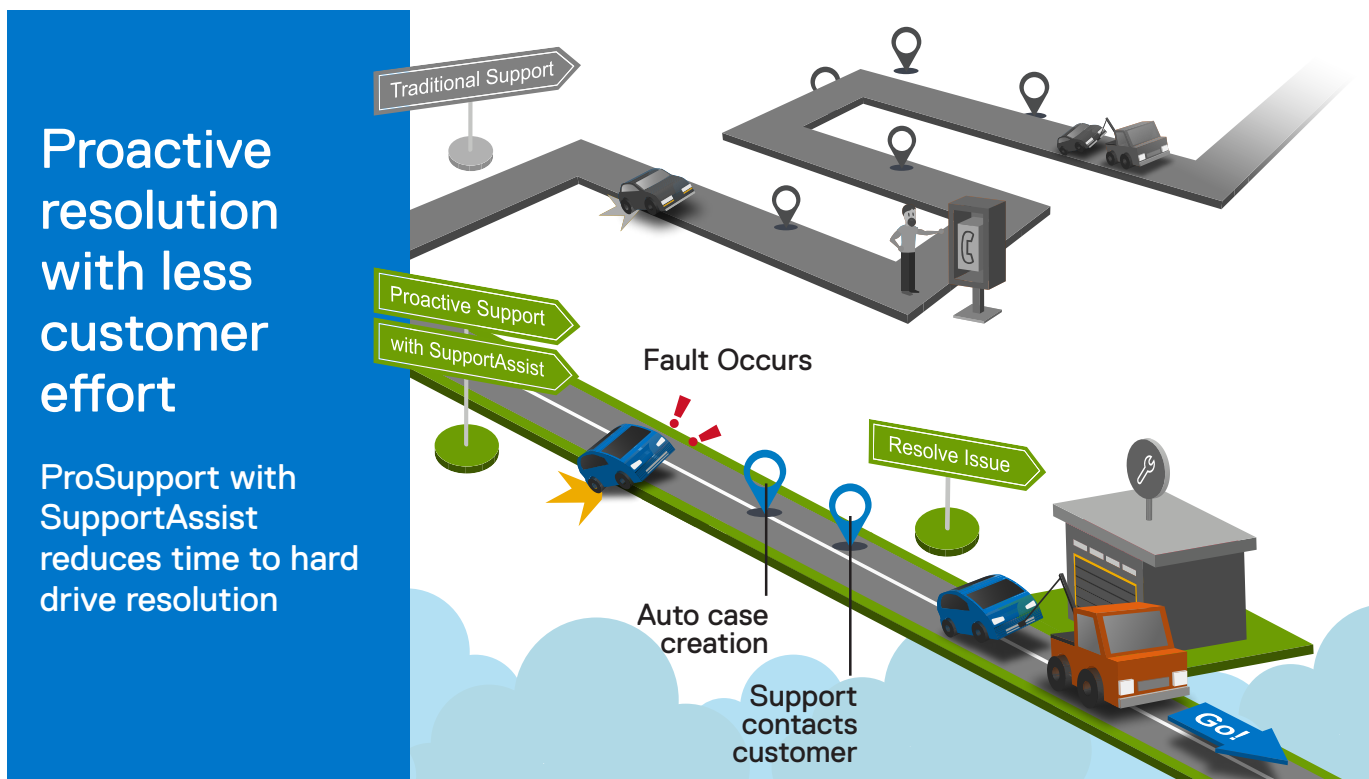 Proactive
resolution
with less
customer
effort
ProSupport with
SupportAssist
reduces time to hard
drive resolution
Traditional Support
Proactive Support
with SupportAssist
Fault Occurs
Resolve Issue
Auto case
creation
Support
contacts
customer
Go!